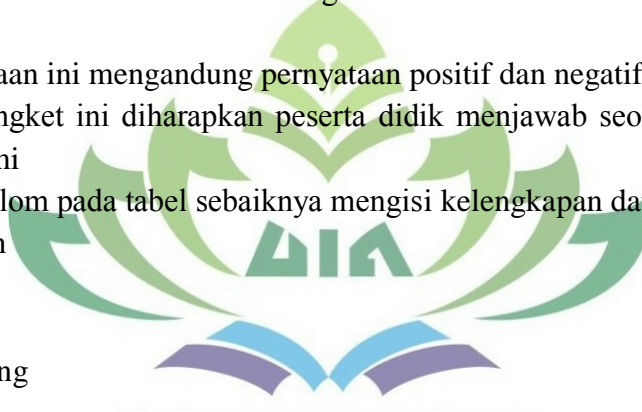 aan ini mengandung pernyataan positif dan negatif
ngket ini diharapkan peserta didik menjawab seo
ni
lom pada tabel sebaiknya mengisi kelengkapan da
UIN
ng